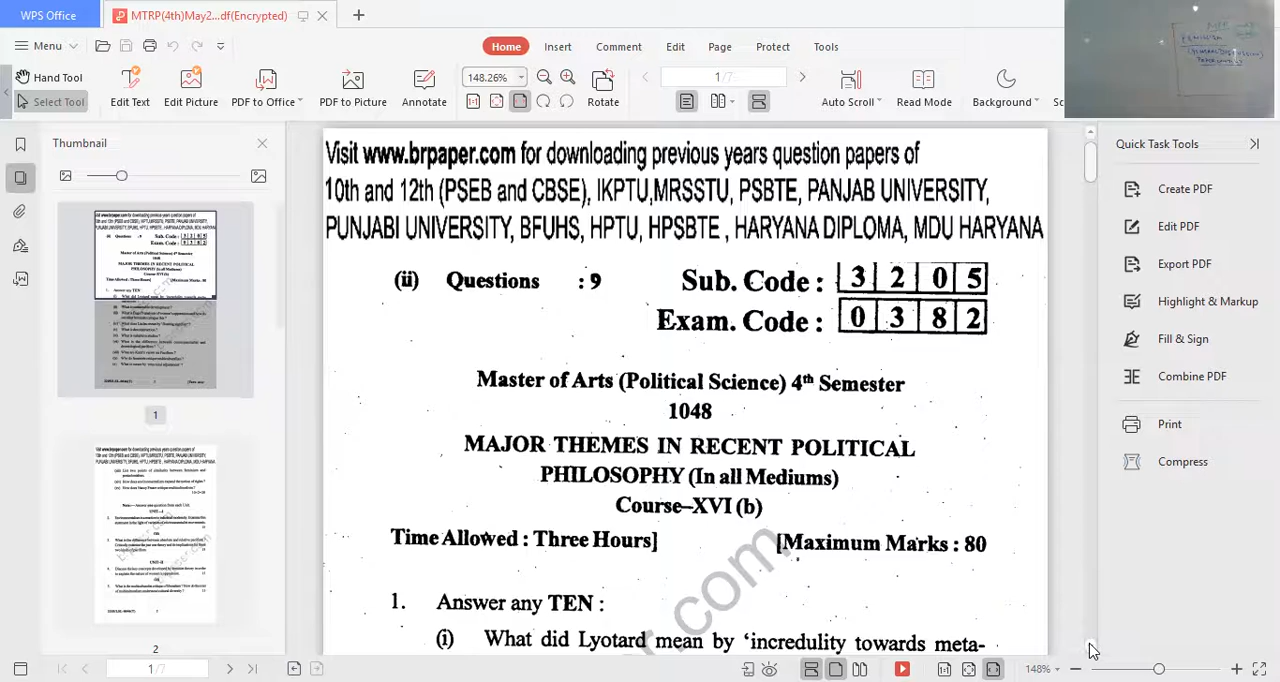 WPS Office
MTRP(4th)May2...df(Encrypted)
Menu
Home
Insert
Comment
Edit
Page
Protect
Tools
Hand Tool
Select Tool
Edit Text
Edit Picture
PDF to Office
PDF to Picture
Annotate
148.26%
Rotate
1/7
Auto Scroll
Read Mode
Background
Thumbnail
1
2
Visit www.brpaper.com for downloading previous years question papers of
10th and 12th (PSEB and CBSE), IKPTU,MRSSTU, PSBTE, PANJAB UNIVERSITY,
PUNJABI UNIVERSITY, BFUHS, HPTU, HPSBTE , HARYANA DIPLOMA, MDU HARYANA
(ii) Questions : 9 Sub. Code : 3 2 0 5
Exam. Code : 0 3 8 2
Master of Arts (Political Science) 4th Semester
1048
MAJOR THEMES IN RECENT POLITICAL
PHILOSOPHY (In all Mediums)
Course–XVI (b)
Time Allowed : Three Hours] [Maximum Marks : 80
1. Answer any TEN :
(i) What did Lyotard mean by 'incredulity towards meta-
Quick Task Tools
Create PDF
Edit PDF
Export PDF
Highlight & Markup
Fill & Sign
Combine PDF
Print
Compress
1/7
148%